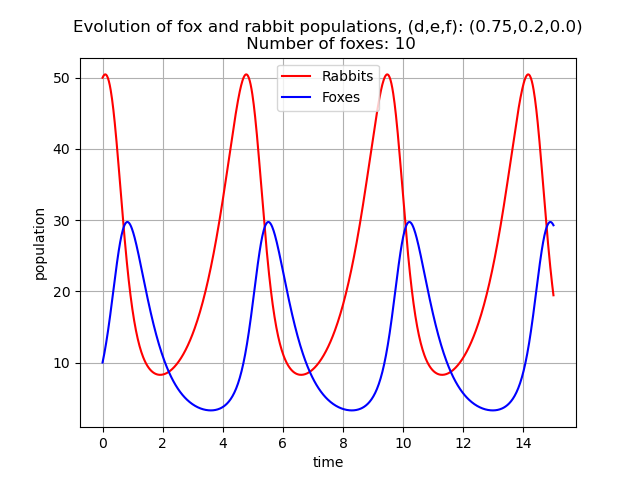 Evolution of fox and rabbit populations, (d,e,f): (0.75,0.2,0.0)
Number of foxes: 10
Rabbits
Foxes
50
40
30
20
10
population
0 2 4 6 8 10 12 14
time